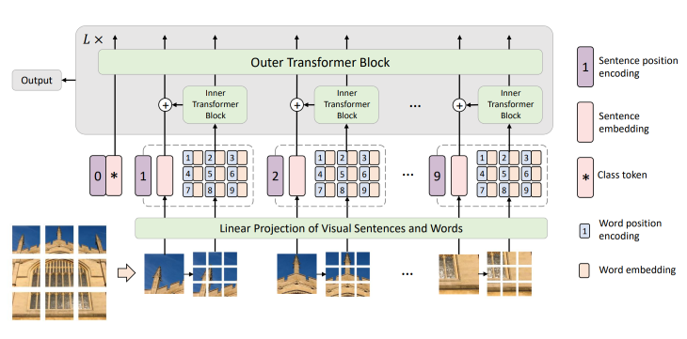 L ×
Outer Transformer Block
Output
Inner
Transformer
Block
Inner
Transformer
Block
...
Inner
Transformer
Block
0 * 1
1 2 3
4 5 6
7 8 9
2
1 2 3
4 5 6
7 8 9
...
9
1 2 3
4 5 6
7 8 9
Linear Projection of Visual Sentences and Words
...
1 Sentence position
encoding
Sentence
embedding
* Class token
1 Word position
encoding
Word embedding